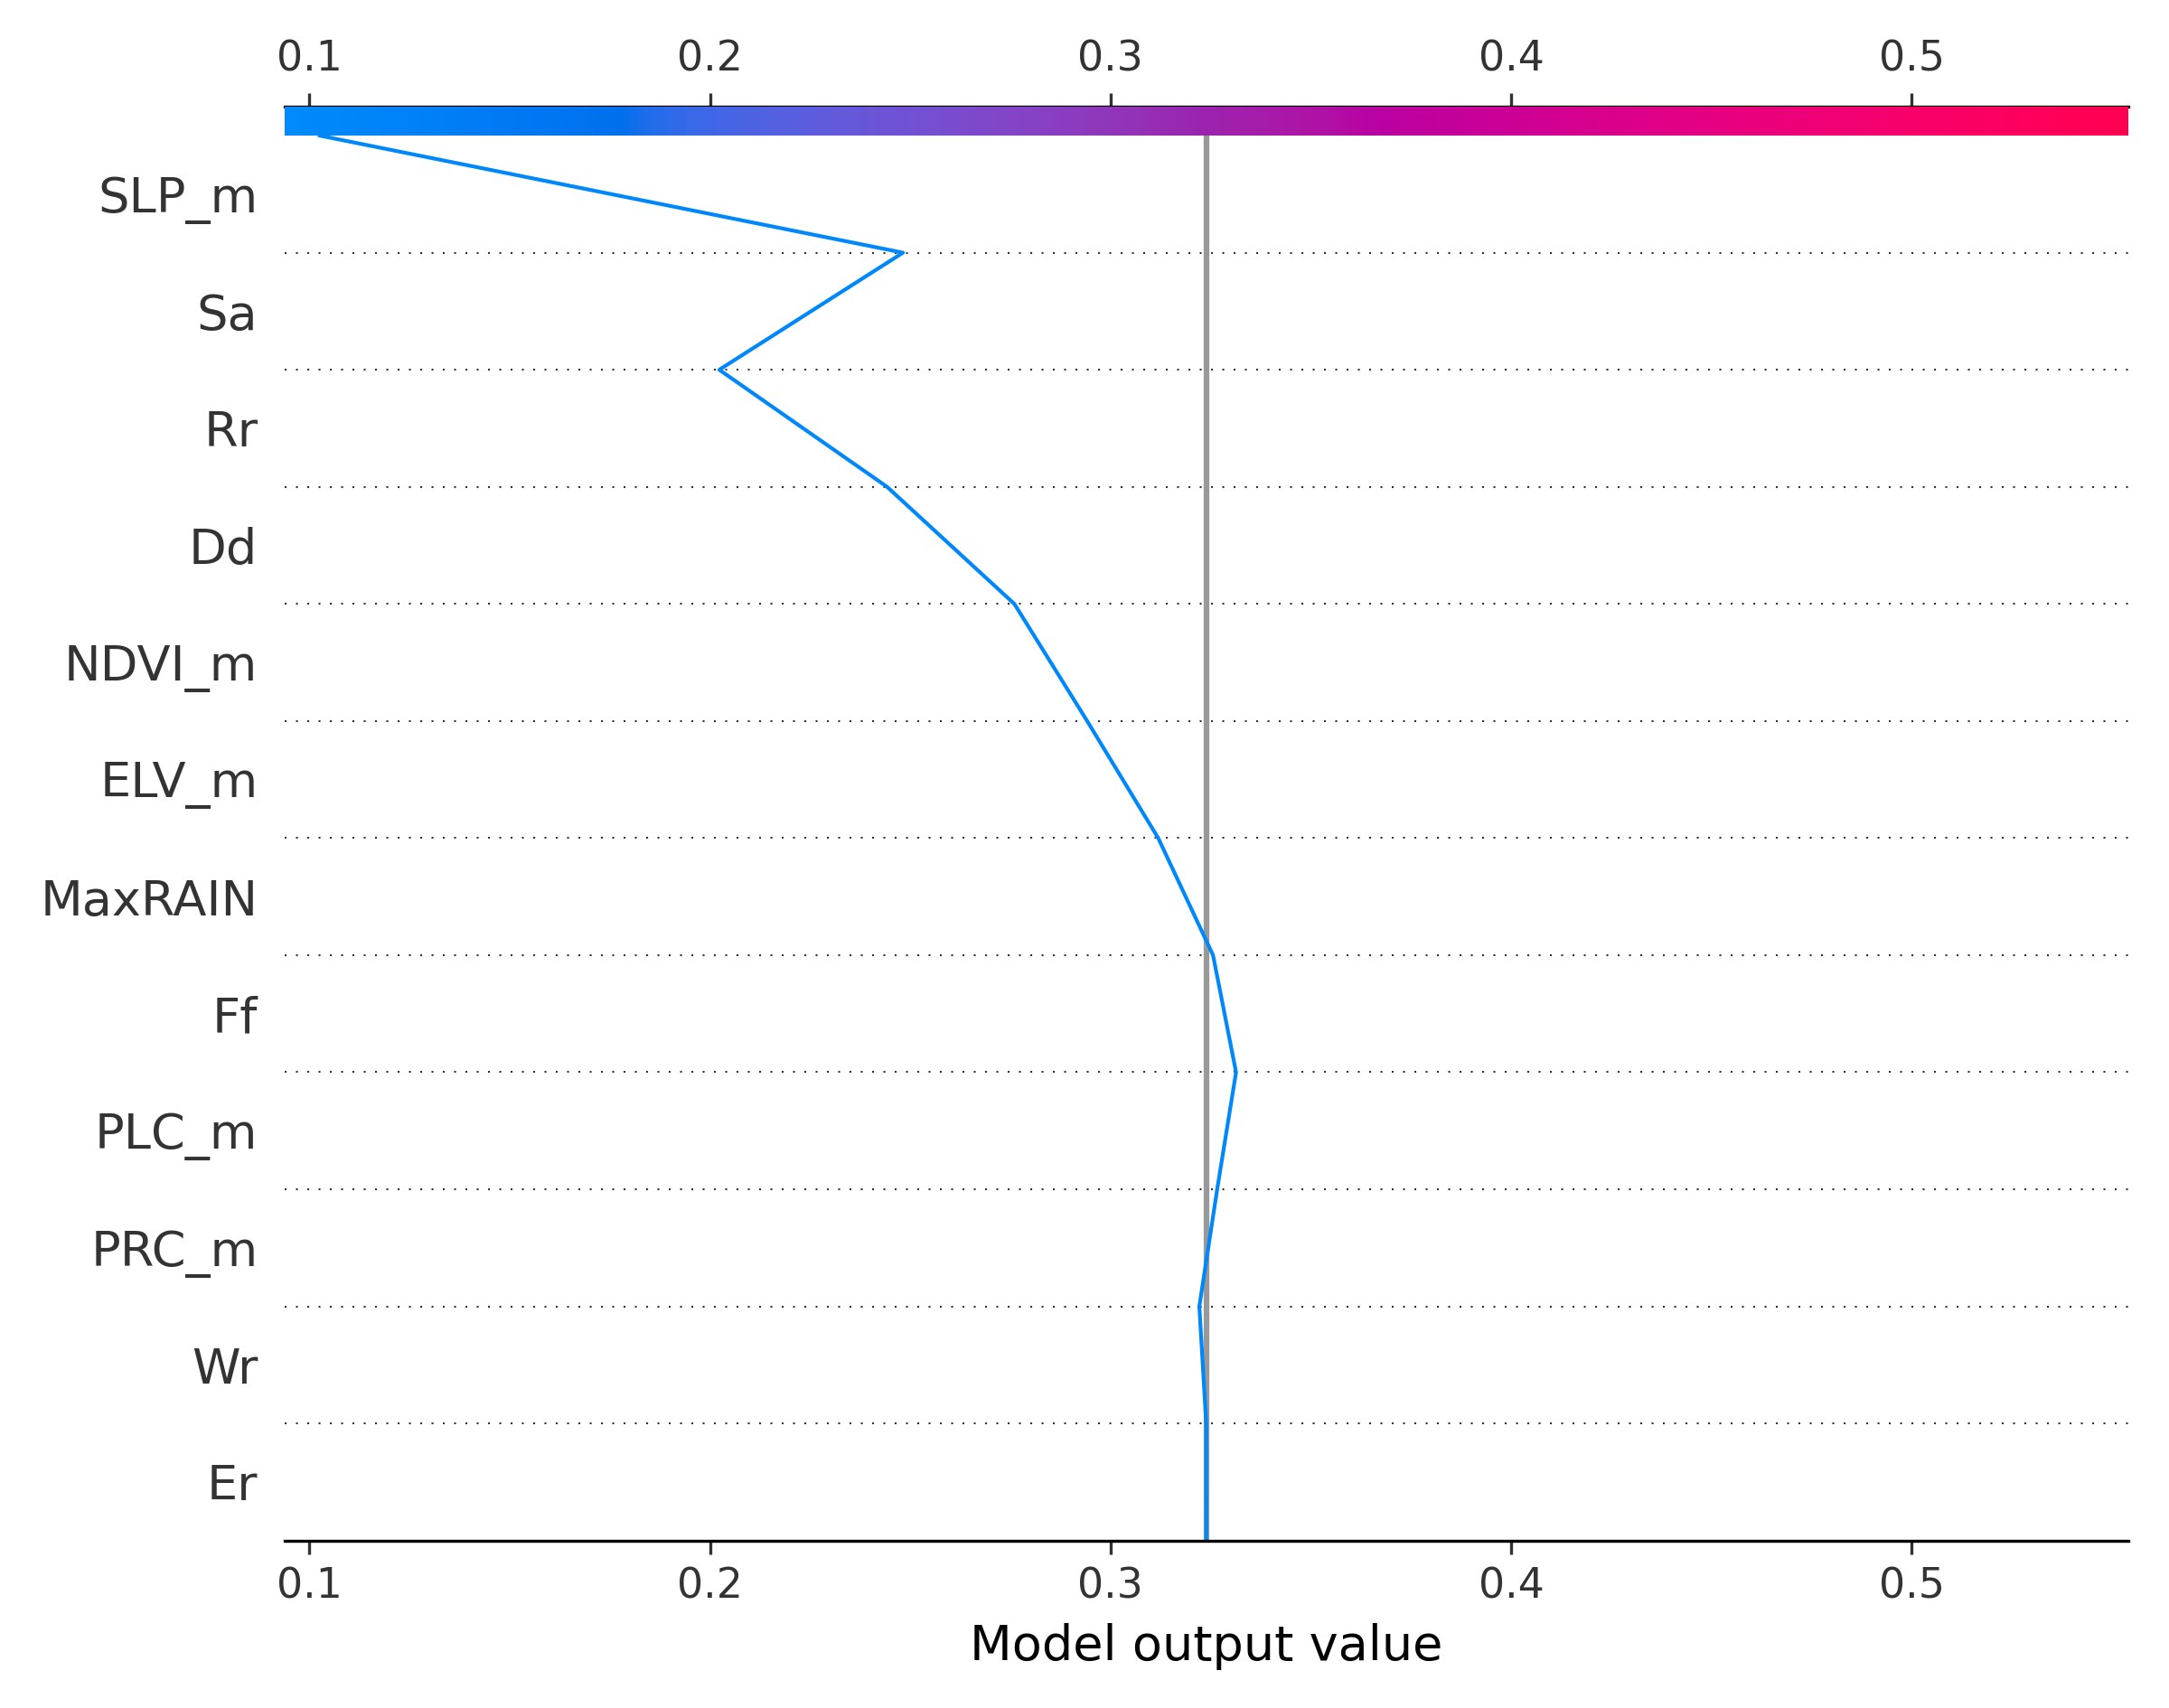 0.1 0.2 0.3 0.4 0.5
SLP_m
Sa
Rr
Dd
NDVI_m
ELV_m
MaxRAIN
Ff
PLC_m
PRC_m
Wr
Er
0.1 0.2 0.3 0.4 0.5
Model output value